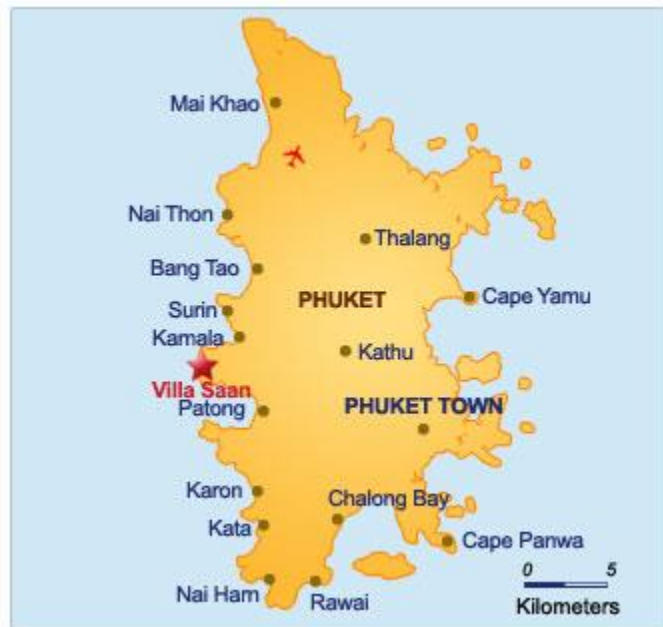 Mai Khao
Nai Thon
Thalang
Bang Tao
PHUKET
Cape Yamu
Surin
Kamala
Kathu
Villa Saan
Patong
PHUKET TOWN
Karon
Chalong Bay
Kata
Cape Panwa
Nai Ham
Rawai
0 5
Kilometers